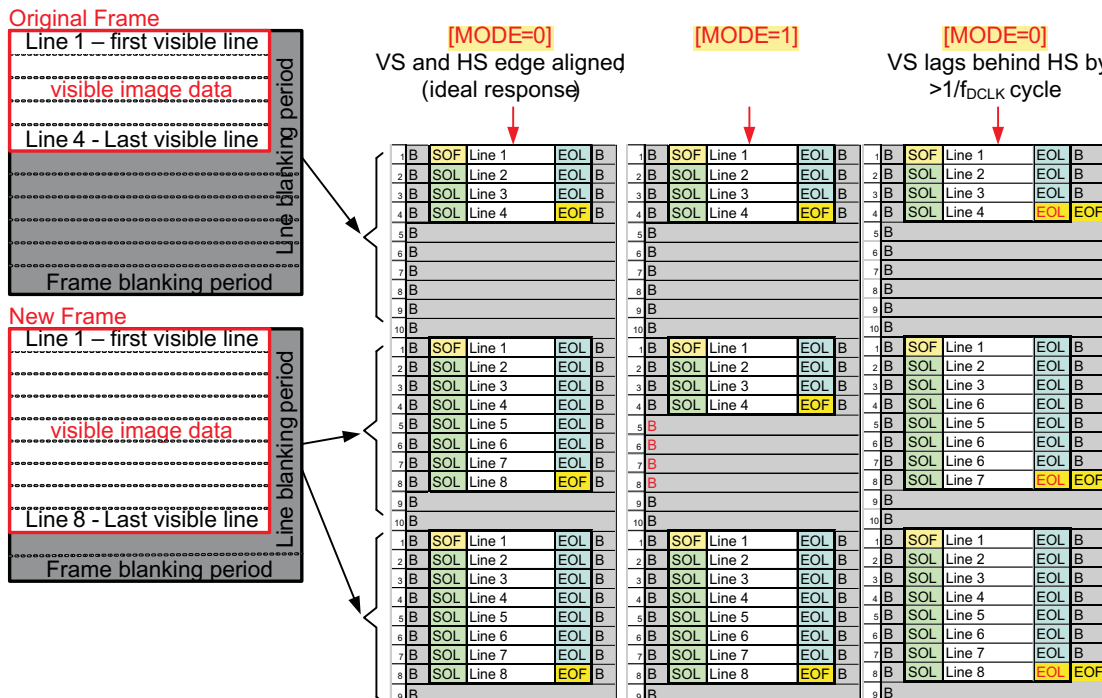 Original Frame
Line 1 – first visible line
visible image data
Line 4 - Last visible line
Line blanking period
Frame blanking period
New Frame
Line 1 – first visible line
visible image data
Line 8 - Last visible line
Line blanking period
Frame blanking period
[MODE=0]
VS and HS edge aligned,
(ideal response)
1 B SOF Line 1 EOL B
2 B SOL Line 2 EOL B
3 B SOL Line 3 EOL B
4 B SOL Line 4 EOF B
5 B
6 B
7 B
8 B
9 B
10 B
1 B SOF Line 1 EOL B
2 B SOL Line 2 EOL B
3 B SOL Line 3 EOL B
4 B SOL Line 4 EOL B
5 B SOL Line 5 EOL B
6 B SOL Line 6 EOL B
7 B SOL Line 7 EOL B
8 B SOL Line 8 EOF B
9 B
10 B
1 B SOF Line 1 EOL B
2 B SOL Line 2 EOL B
3 B SOL Line 3 EOL B
4 B SOL Line 4 EOL B
5 B SOL Line 5 EOL B
6 B SOL Line 6 EOL B
7 B SOL Line 7 EOL B
8 B SOL Line 8 EOF B
9 B
[MODE=1]
1 B SOF Line 1 EOL B
2 B SOL Line 2 EOL B
3 B SOL Line 3 EOL B
4 B SOL Line 4 EOF B
5 B
6 B
7 B
8 B
9 B
10 B
1 B SOF Line 1 EOL B
2 B SOL Line 2 EOL B
3 B SOL Line 3 EOL B
4 B SOL Line 4 EOF B
5 B
6 B
7 B
8 B
9 B
10 B
1 B SOF Line 1 EOL B
2 B SOL Line 2 EOL B
3 B SOL Line 3 EOL B
4 B SOL Line 4 EOL B
5 B SOL Line 5 EOL B
6 B SOL Line 6 EOL B
7 B SOL Line 7 EOL B
8 B SOL Line 8 EOF B
9 B
[MODE=0]
VS lags behind HS by
>1/fDCLK cycle
1 B SOF Line 1 EOL B
2 B SOL Line 2 EOL B
3 B SOL Line 3 EOL B
4 B SOL Line 4 EOL EOF
5 B
6 B
7 B
8 B
9 B
10 B
1 B SOF Line 1 EOL B
2 B SOL Line 2 EOL B
3 B SOL Line 3 EOL B
4 B SOL Line 6 EOL B
5 B SOL Line 5 EOL B
6 B SOL Line 6 EOL B
7 B SOL Line 6 EOL B
8 B SOL Line 7 EOL EOF
9 B
10 B
1 B SOF Line 1 EOL B
2 B SOL Line 2 EOL B
3 B SOL Line 3 EOL B
4 B SOL Line 4 EOL B
5 B SOL Line 5 EOL B
6 B SOL Line 6 EOL B
7 B SOL Line 7 EOL B
8 B SOL Line 8 EOL EOF
9 B